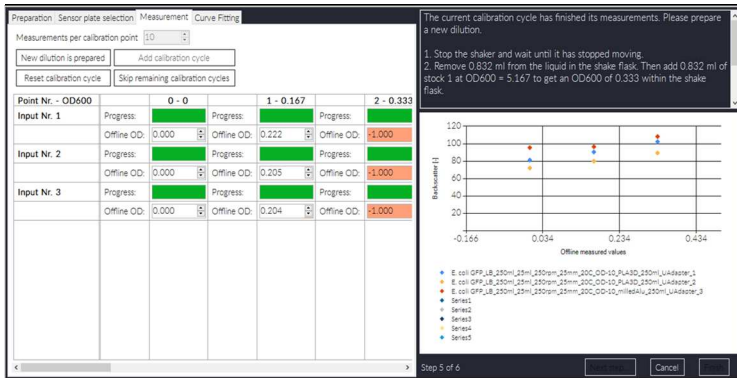 Preparation Sensor plate selection Measurement Curve Fitting
Measurements per calibration point 10
New dilution is prepared Add calibration cycle
Reset calibration cycle Skip remaining calibration cycles
Point Nr. - OD600 0 - 0 1 - 0.167 2 - 0.333
Input Nr. 1 Progress: Progress: Progress:
Offline OD: 0.000 Offline OD: 0.222 Offline OD: -1.000
Input Nr. 2 Progress: Progress: Progress:
Offline OD: 0.000 Offline OD: 0.205 Offline OD: -1.000
Input Nr. 3 Progress: Progress: Progress:
Offline OD: 0.000 Offline OD: 0.204 Offline OD: -1.000
The current calibration cycle has finished its measurements. Please prepare
a new dilution.
1. Stop the shaker and wait until it has stopped moving.
2. Remove 0.832 ml from the liquid in the shake flask. Then add 0.832 ml of
stock 1 at OD600 = 5.167 to get an OD600 of 0.333 within the shake
flask.
120
100
80
60
40
20
Backscatter [-]
-0.166 0.034 0.234 0.434
Offline measured values
E. coli GFP_LB_250ml_25ml_250rpm_25mm_20C_OD-10_PLA3D_250ml_UAdapter_1
E. coli GFP_LB_250ml_25ml_250rpm_25mm_20C_OD-10_PLA3D_250ml_UAdapter_2
E. coli GFP_LB_250ml_25ml_250rpm_25mm_20C_OD-10_milledAlu_250ml_UAdapter_3
Series1
Series2
Series3
Series4
Series5
Step 5 of 6 Cancel